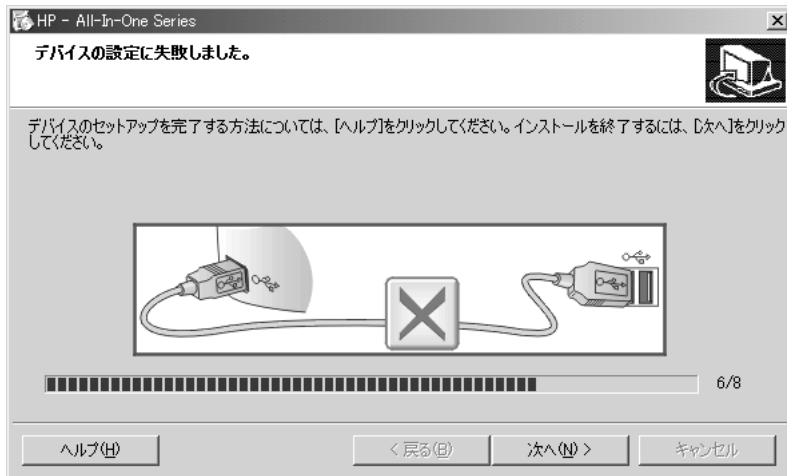 HP - All-In-One Series
デバイスの設定に失敗しました。
デバイスのセットアップを完了する方法については、[ヘルプ]をクリックしてください。インストールを終了するには、[次へ]をクリック
してください。
6/8
ヘルプ(H)
< 戻る(B)
次へ(N) >
キャンセル